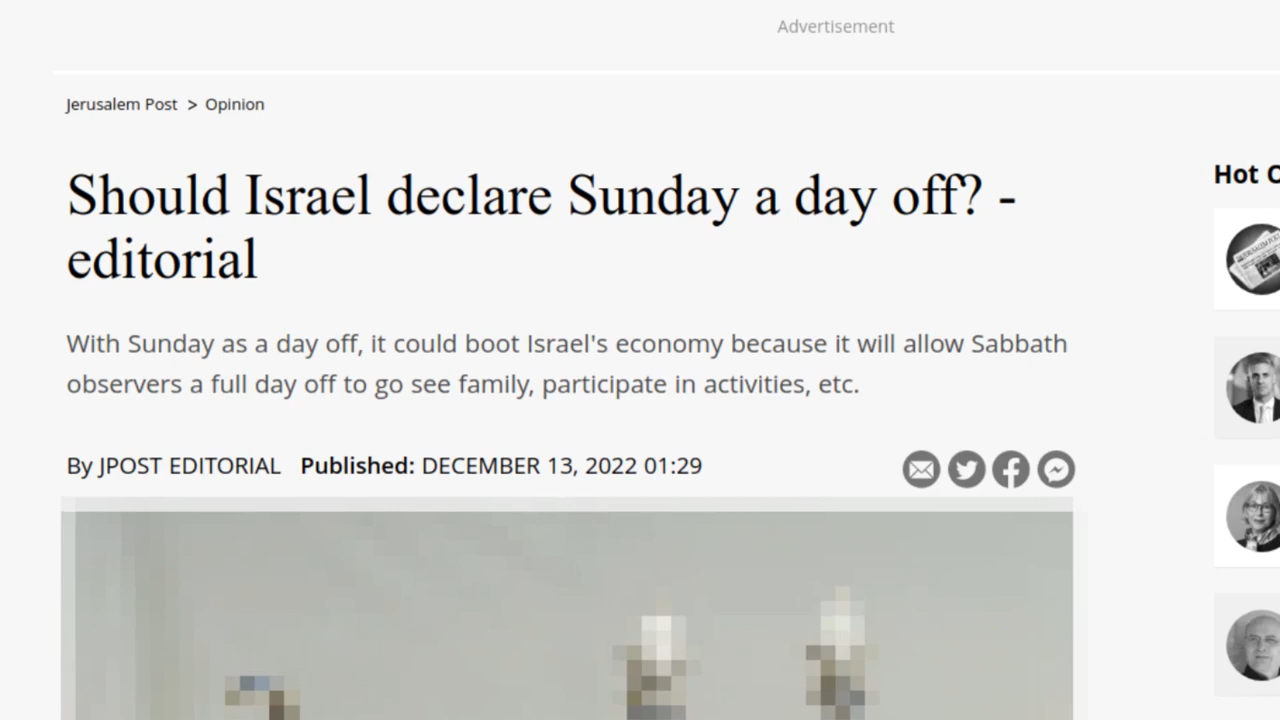 Advertisement
Jerusalem Post > Opinion
Should Israel declare Sunday a day off? -
editorial
With Sunday as a day off, it could boot Israel's economy because it will allow Sabbath
observers a full day off to go see family, participate in activities, etc.
By JPOST EDITORIAL Published: DECEMBER 13, 2022 01:29
Hot